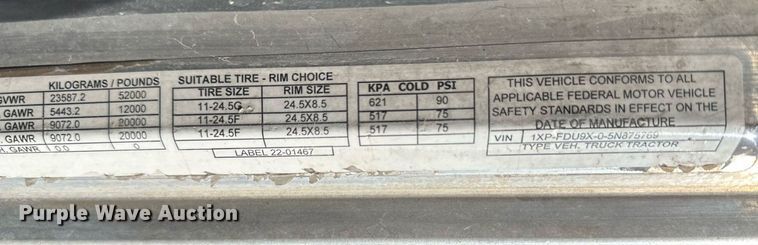 KILOGRAMS / POUNDS
GVWR 23587.2 52000
. GAWR 5443.2 12000
. GAWR 9072.0 20000
. GAWR 9072.0 20000
. GAWR 0.0 0
SUITABLE TIRE - RIM CHOICE
TIRE SIZE RIM SIZE
11-24.5G 24.5X8.5
11-24.5F 24.5X8.5
11-24.5F 24.5X8.5
LABEL 22-01467
KPA COLD PSI
621 90
517 75
517 75
THIS VEHICLE CONFORMS TO ALL
APPLICABLE FEDERAL MOTOR VEHICLE
SAFETY STANDARDS IN EFFECT ON THE
DATE OF MANUFACTURE
VIN 1XP-FDU9X-0-5N875769
TYPE VEH. TRUCK TRACTOR
Purple Wave Auction